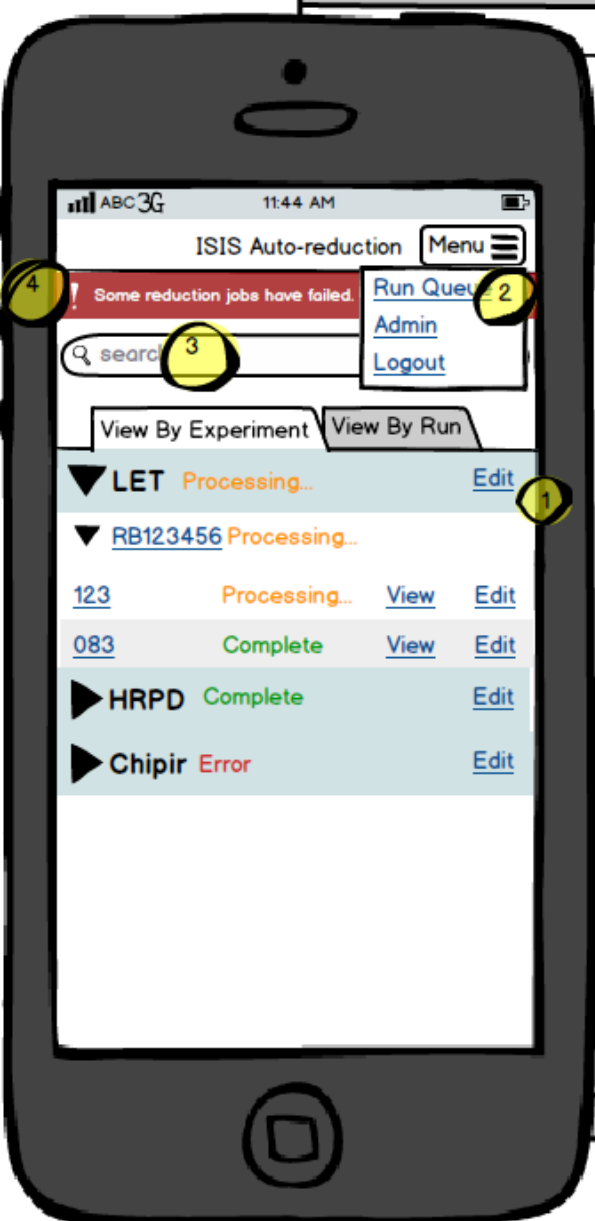 ABC 3G 11:44 AM
ISIS Auto-reduction Menu
4
! Some reduction jobs have failed.
Run Queue 2
Admin
search 3
Logout
View By Experiment View By Run
LET Processing... Edit
1
RB123456 Processing...
123 Processing... View Edit
083 Complete View Edit
HRPD Complete Edit
Chipir Error Edit